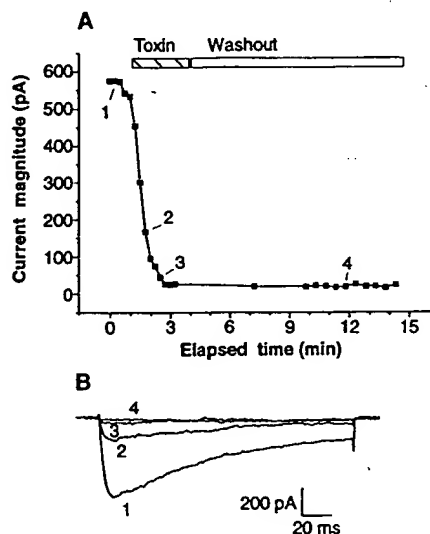 A
Toxin Washout
Current magnitude (pA)
600
500
400
300
200
100
0
1
2
3
4
0 3 6 9 12 15
Elapsed time (min)
B
4
3
2
1
200 pA
20 ms